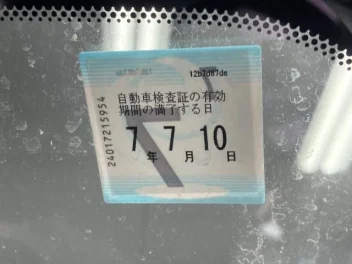 12b7d87de
自動車検査証の有効
期間の満了する日
7 7 10
年 月 日
24017215954
7